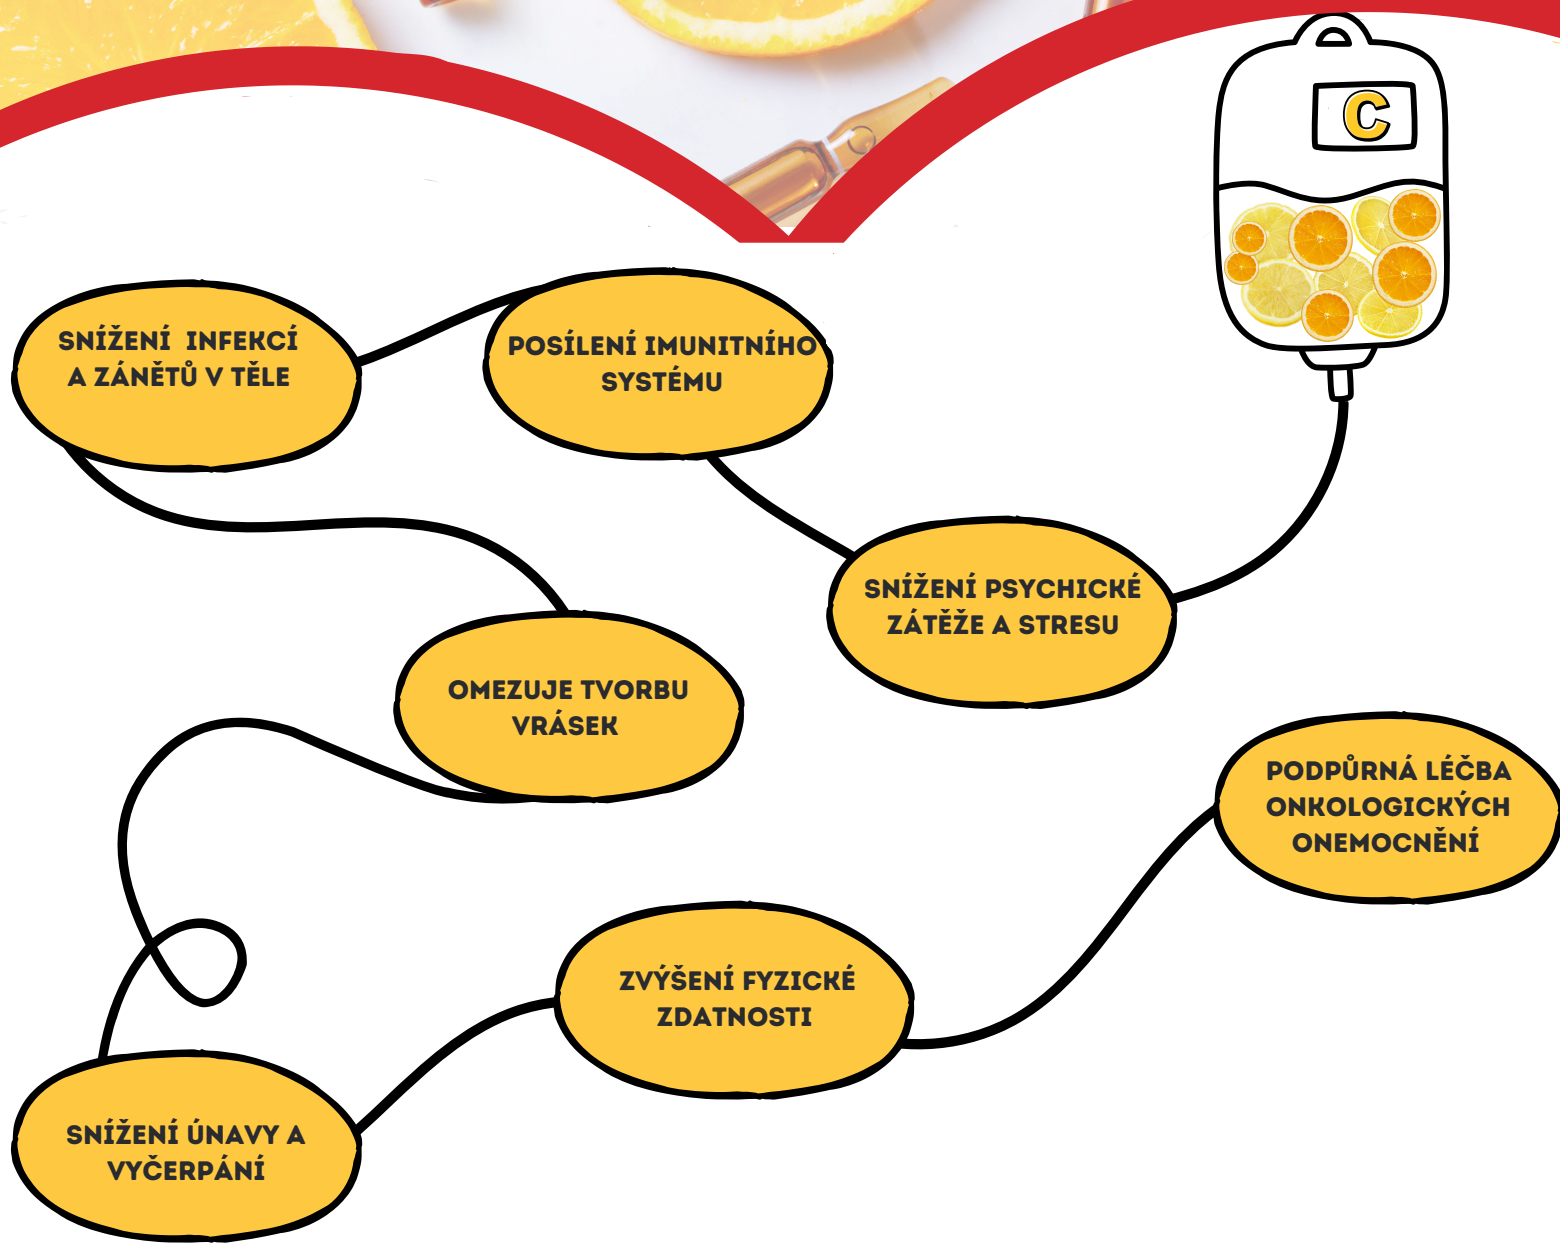 C
SNÍŽENÍ INFEKCÍ
A ZÁNĚTŮ V TĚLE
POSÍLENÍ IMUNITNÍHO
SYSTÉMU
SNÍŽENÍ PSYCHICKÉ
ZÁTĚŽE A STRESU
OMEZUJE TVORBU
VRÁSEK
PODPŮRNÁ LÉČBA
ONKOLOGICKÝCH
ONEMOCNĚNÍ
ZVÝŠENÍ FYZICKÉ
ZDATNOSTI
SNÍŽENÍ ÚNAVY A
VYČERPÁNÍ